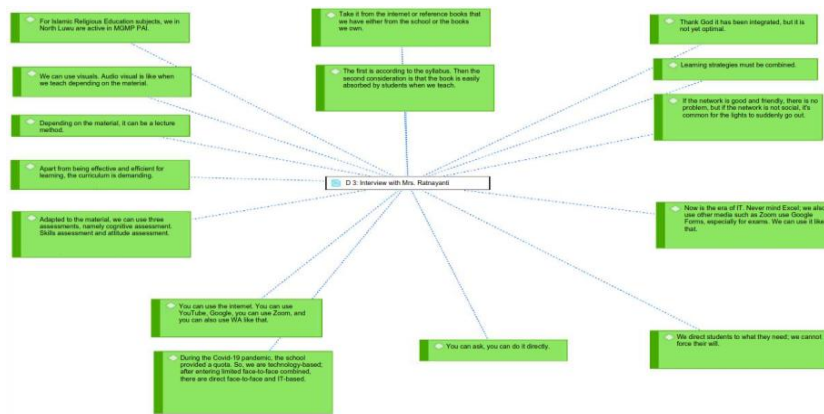 For Islamic Religious Education subjects, we in
North Luwu are active in MGMP PAI.
Take it from the internet or reference books that
we have either from the school or the books
we own.
Thank God it has been integrated, but it is
not yet optimal.
We can use visuals. Audio visual is like when
we teach depending on the material.
The first is according to the syllabus. Then the
second consideration is that the book is easily
absorbed by students when we teach.
Learning strategies must be combined.
If the network is good and friendly, there is no
problem, but if the network is not social, it's
common for the lights to suddenly go out.
Depending on the material, it can be a lecture
method.
Apart from being effective and efficient for
learning, the curriculum is demanding.
D 3: Interview with Mrs. Ratnayanti
Adapted to the material, we can use three
assessments, namely cognitive assessment.
Skills assessment and attitude assessment.
Now is the era of IT. Never mind Excel; we also
use other media such as Zoom use Google
Forms, especially for exams. We can use it like
that.
You can use the internet. You can use
YouTube, Google, you can use Zoom, and
you can also use WA like that.
During the Covid-19 pandemic, the school
provided a quota. So, we are technology-based;
after entering limited face-to-face combined,
there are direct face-to-face and IT-based.
You can ask, you can do it directly.
We direct students to what they need; we cannot
force their will.